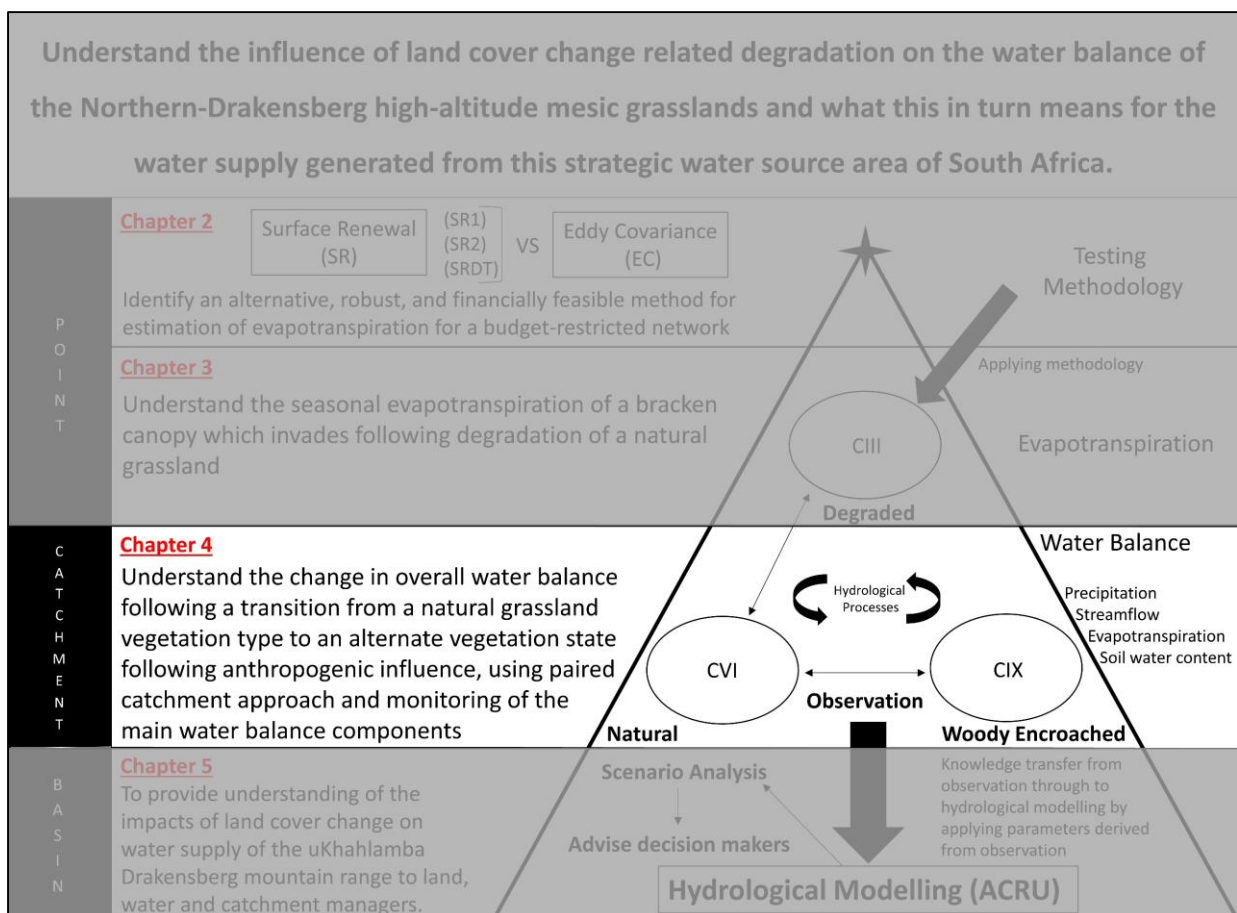 Understand the influence of land cover change related degradation on the water balance of
the Northern-Drakensberg high-altitude mesic grasslands and what this in turn means for the
water supply generated from this strategic water source area of South Africa.
POINT
Chapter 2
Surface Renewal
(SR)
(SR1)
(SR2)
(SRDT)
VS
Eddy Covariance
(EC)
Identify an alternative, robust, and financially feasible method for
estimation of evapotranspiration for a budget-restricted network
Testing
Methodology
Chapter 3
Understand the seasonal evapotranspiration of a bracken
canopy which invades following degradation of a natural
grassland
Applying methodology
CIII
Evapotranspiration
Degraded
CATCHMENT
Chapter 4
Understand the change in overall water balance
following a transition from a natural grassland
vegetation type to an alternate vegetation state
following anthropogenic influence, using paired
catchment approach and monitoring of the
main water balance components
Hydrological
Processes
CVI
CIX
Observation
Natural
Woody Encroached
Water Balance
Precipitation
Streamflow
Evapotranspiration
Soil water content
BASIN
Chapter 5
To provide understanding of the
impacts of land cover change on
water supply of the uKhahlamba
Drakensberg mountain range to land,
water and catchment managers.
Scenario Analysis
Advise decision makers
Knowledge transfer from
observation through to
hydrological modelling by
applying parameters derived
from observation
Hydrological Modelling (ACRU)